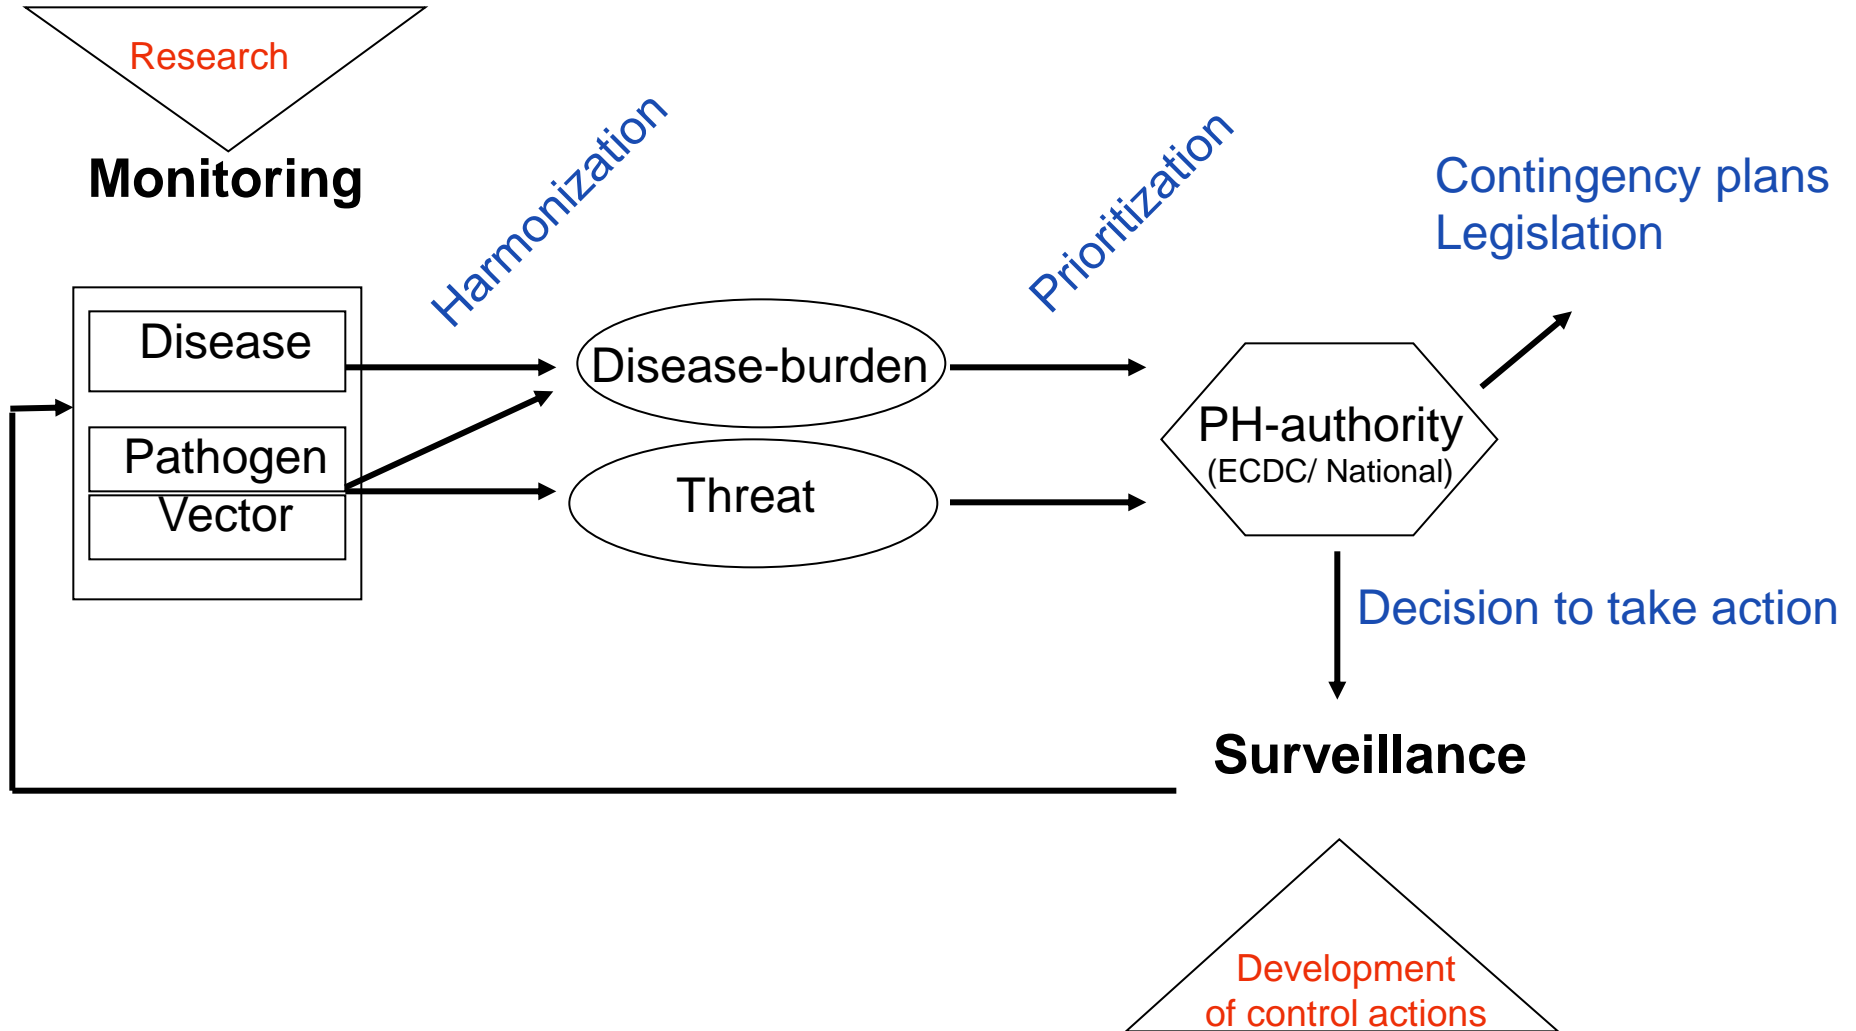 Research
Monitoring
Harmonization
Prioritization
Contingency plans
Legislation
Disease
Pathogen
Vector
Disease-burden
Threat
PH-authority
(ECDC/ National)
Decision to take action
Surveillance
Development
of control actions